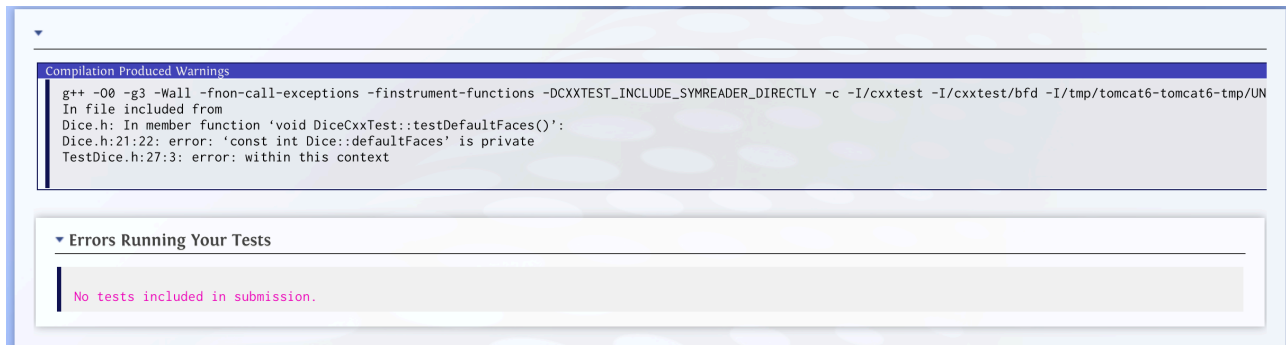 Compilation Produced Warnings
g++ -O0 -g3 -Wall -fnon-call-exceptions -finstrument-functions -DCXXTEST_INCLUDE_SYMREADER_DIRECTLY -c -I/cxxtest -I/cxxtest/bfd -I/tmp/tomcat6-tomcat6-tmp/UN
In file included from
Dice.h: In member function ‘void DiceCxxTest::testDefaultFaces()’:
Dice.h:21:22: error: ‘const int Dice::defaultFaces’ is private
TestDice.h:27:3: error: within this context
Errors Running Your Tests
No tests included in submission.